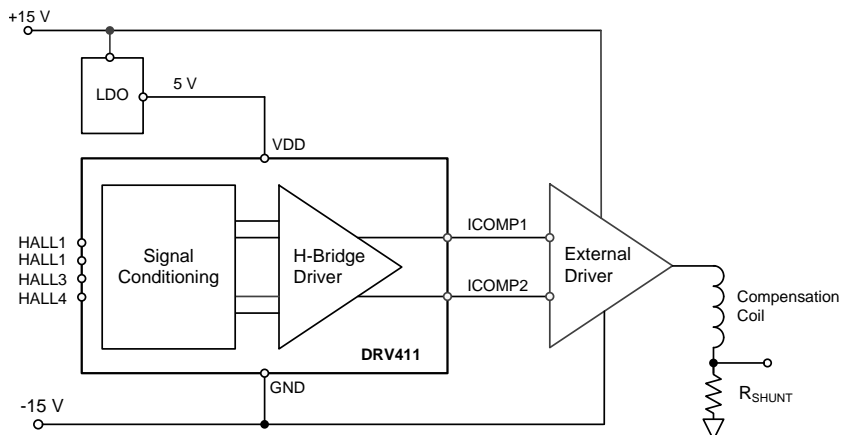 +15 V
LDO
5 V
VDD
HALL1
HALL1
HALL3
HALL4
Signal
Conditioning
H-Bridge
Driver
ICOMP1
ICOMP2
External
Driver
Compensation
Coil
DRV411
GND
RSHUNT
-15 V